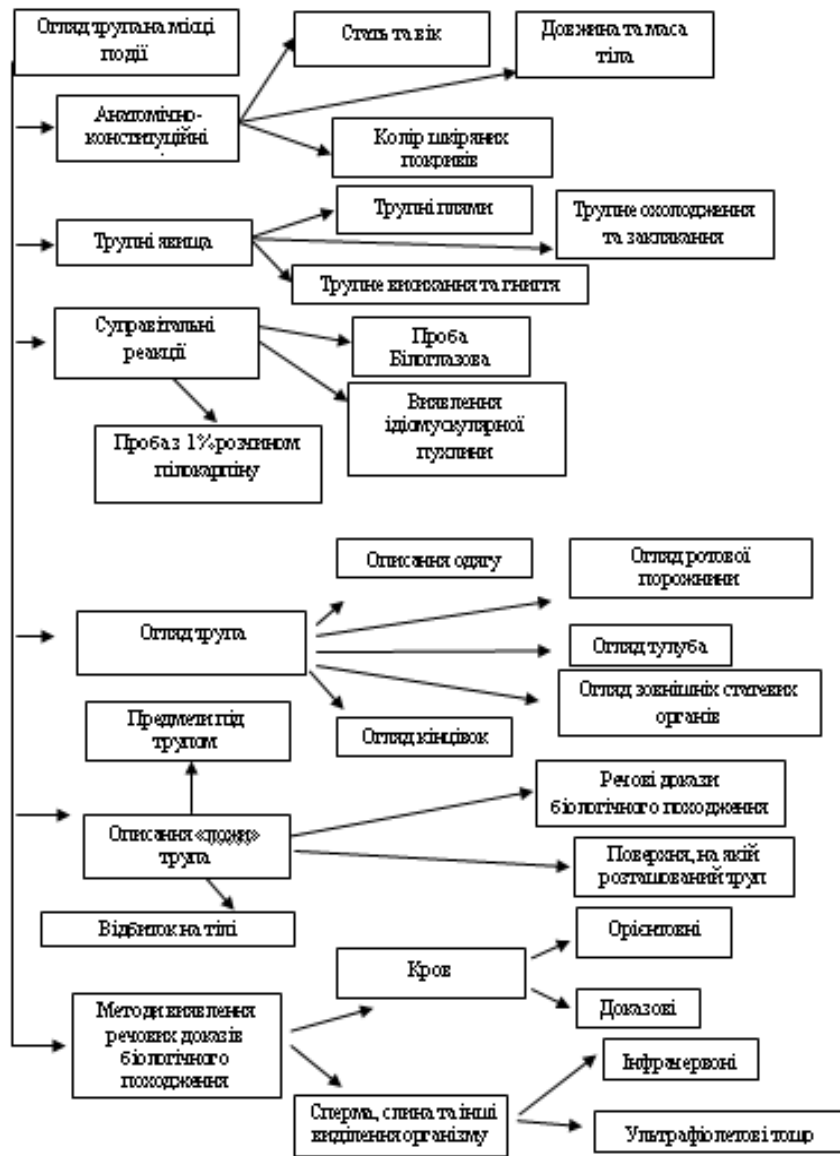 Огляд трупа на місці
події
Стать та вік
Довжина та маса
тіла
Анатомічно-
конституційні
Колір шкіряних
покривів
Трупні явища
Трупні плями
Трупне охолодження
та заклякання
Трупне висихання та гниття
Суправітальні
реакції
Проба
Білоглазова
Виявлення
ідіомускулярної
пухлини
Проба з 1% розчином
пілокарпіну
Огляд трупа
Описання одягу
Огляд ротової
порожнини
Огляд тулуба
Огляд зовнішніх статевих
органів
Огляд кінцівок
Предмети під
трупом
Описання «ложи»
трупа
Речові докази
біологічного походження
Поверхня, на якій
розташований труп
Відбиток на тілі
Методи виявлення
речових доказів
біологічного
походження
Кров
Орієнтовні
Доказові
Сперма, слина та інші
виділення організму
Інфрачервоні
Ультрафіолетові тощо